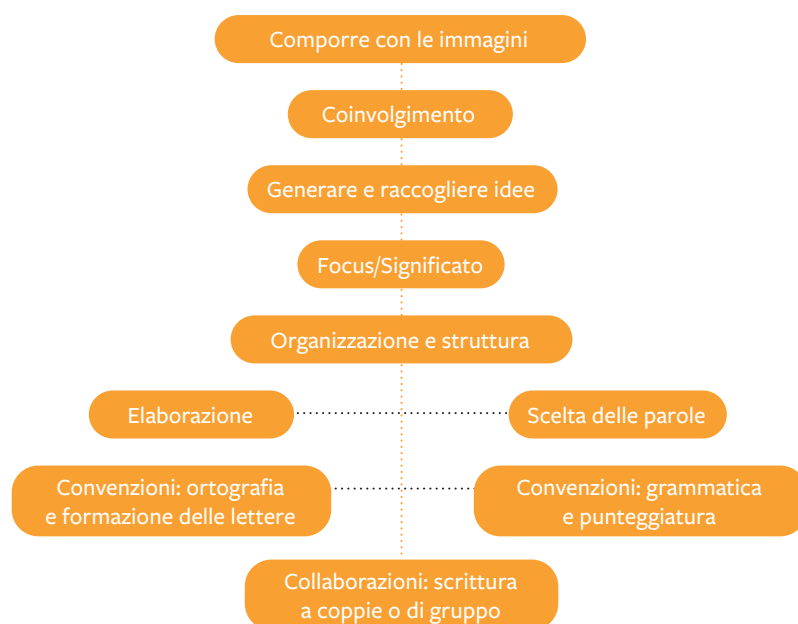 Comporre con le immagini
Coinvolgimento
Generare e raccogliere idee
Focus/Significato
Organizzazione e struttura
Elaborazione
Scelta delle parole
Convenzioni: ortografia
e formazione delle lettere
Convenzioni: grammatica
e punteggiatura
Collaborazioni: scrittura
a coppie o di gruppo